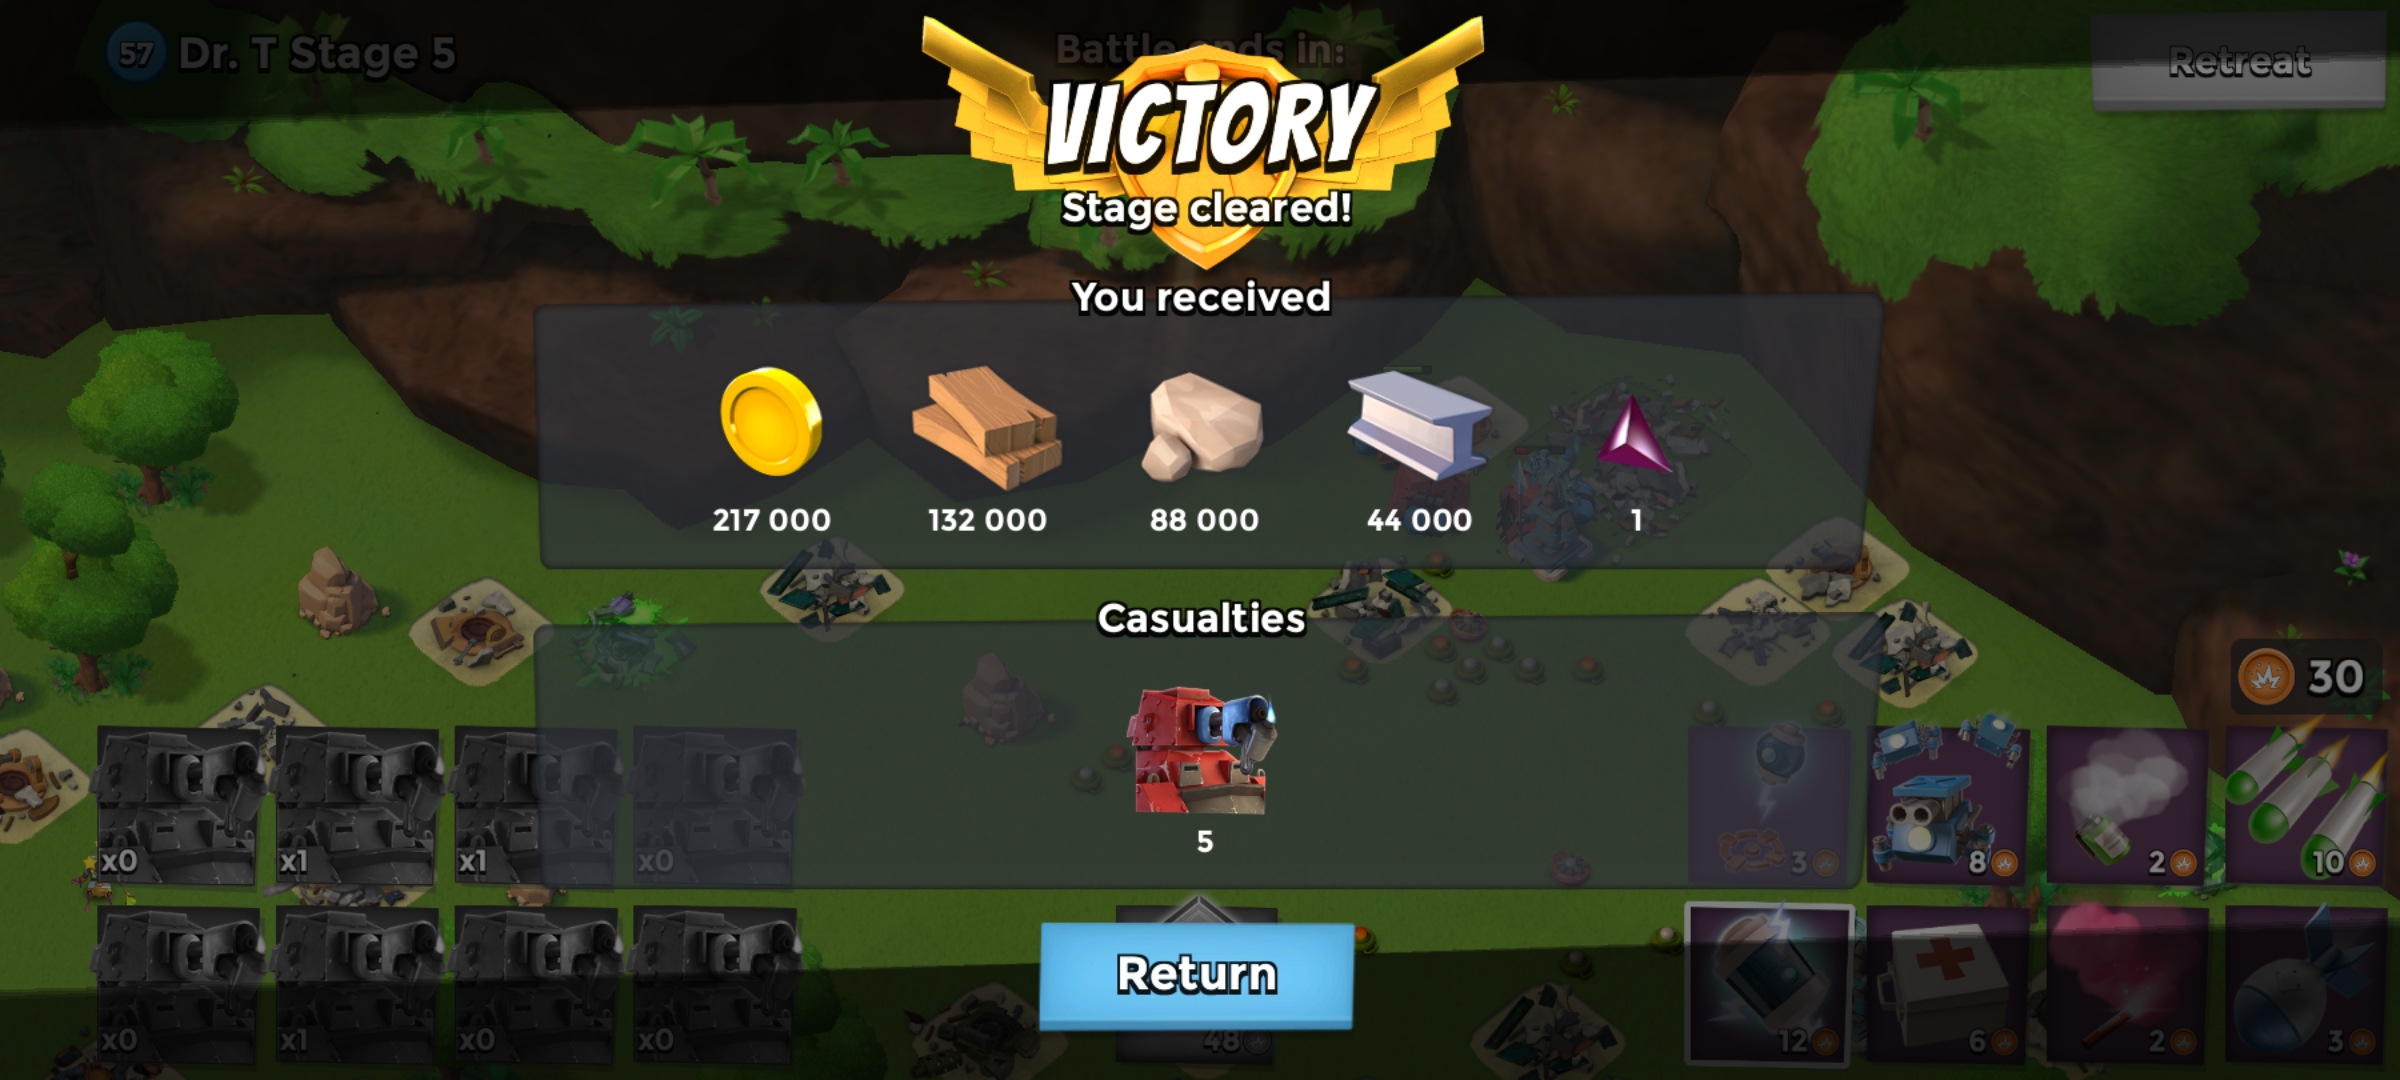 57 Dr. T Stage 5
Battle ends in:
Retreat
VICTORY
Stage cleared!
You received
217 000
132 000
88 000
44 000
1
Casualties
5
30
x0
x1
x1
x0
3
8
2
10
x0
x1
x0
x0
48
12
6
2
3
Return